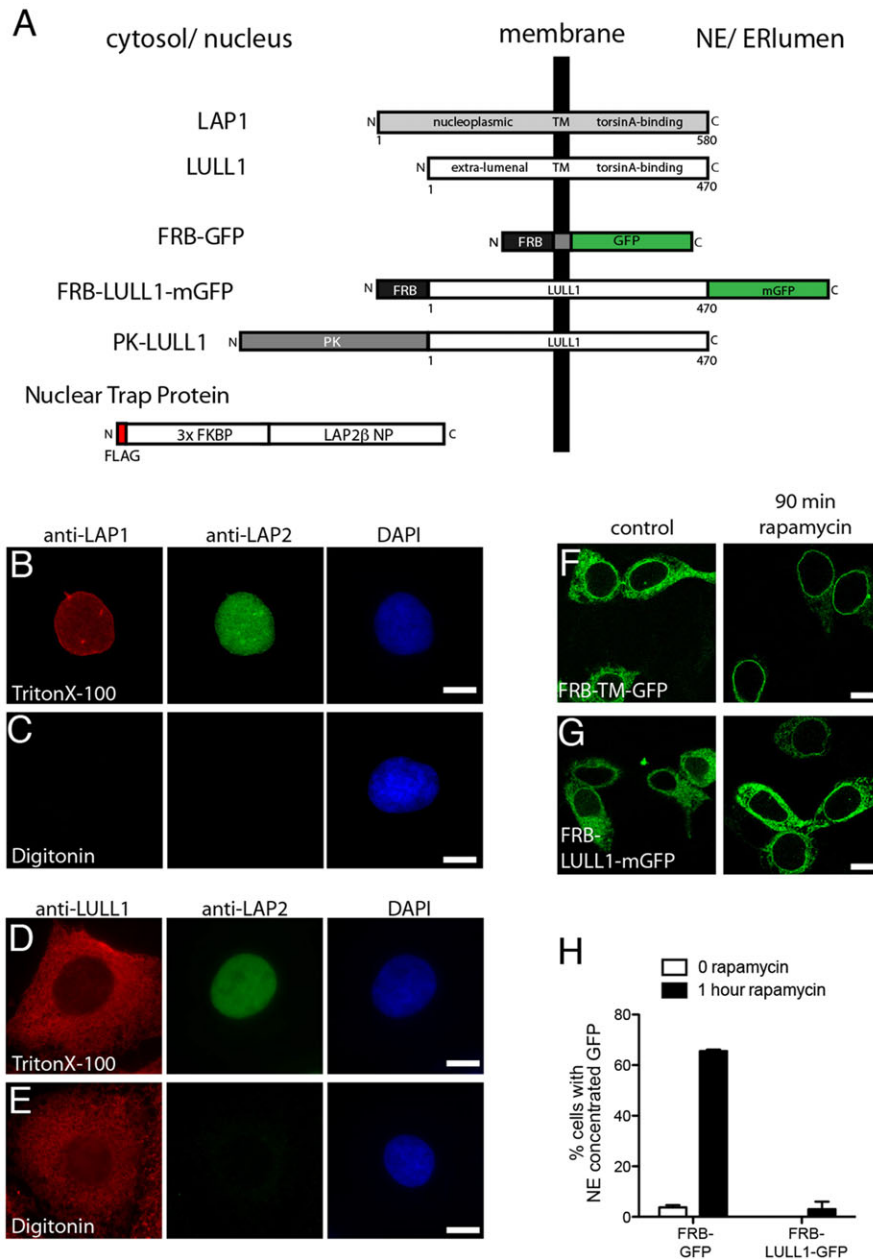 A
cytosol/ nucleus
membrane
NE/ ERlumen
LAP1
N
nucleoplasmic
TM
torsinA-binding
C
1
580
LULL1
N
extra-lumenal
TM
torsinA-binding
C
1
470
FRB-GFP
N
FRB
GFP
C
FRB-LULL1-mGFP
N
FRB
LULL1
mGFP
C
1
470
PK-LULL1
N
PK
LULL1
C
1
470
Nuclear Trap Protein
N
3x FKBP
LAP2β NP
C
FLAG
anti-LAP1
anti-LAP2
DAPI
B
TritonX-100
C
Digitonin
anti-LULL1
anti-LAP2
DAPI
D
TritonX-100
E
Digitonin
control
90 min
rapamycin
F
FRB-TM-GFP
G
FRB-
LULL1-mGFP
H
0 rapamycin
1 hour rapamycin
% cells with
NE concentrated GFP
80
60
40
20
0
FRB-
GFP
FRB-
LULL1-GFP